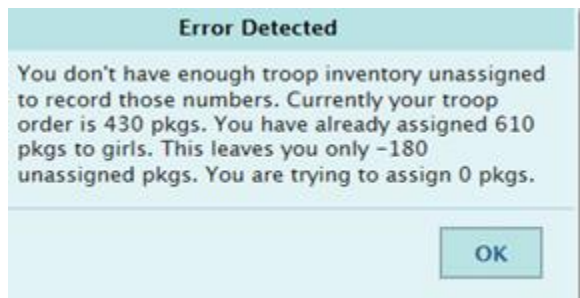 Error Detected
You don't have enough troop inventory unassigned
to record those numbers. Currently your troop
order is 430 pkgs. You have already assigned 610
pkgs to girls. This leaves you only -180
unassigned pkgs. You are trying to assign 0 pkgs.
OK